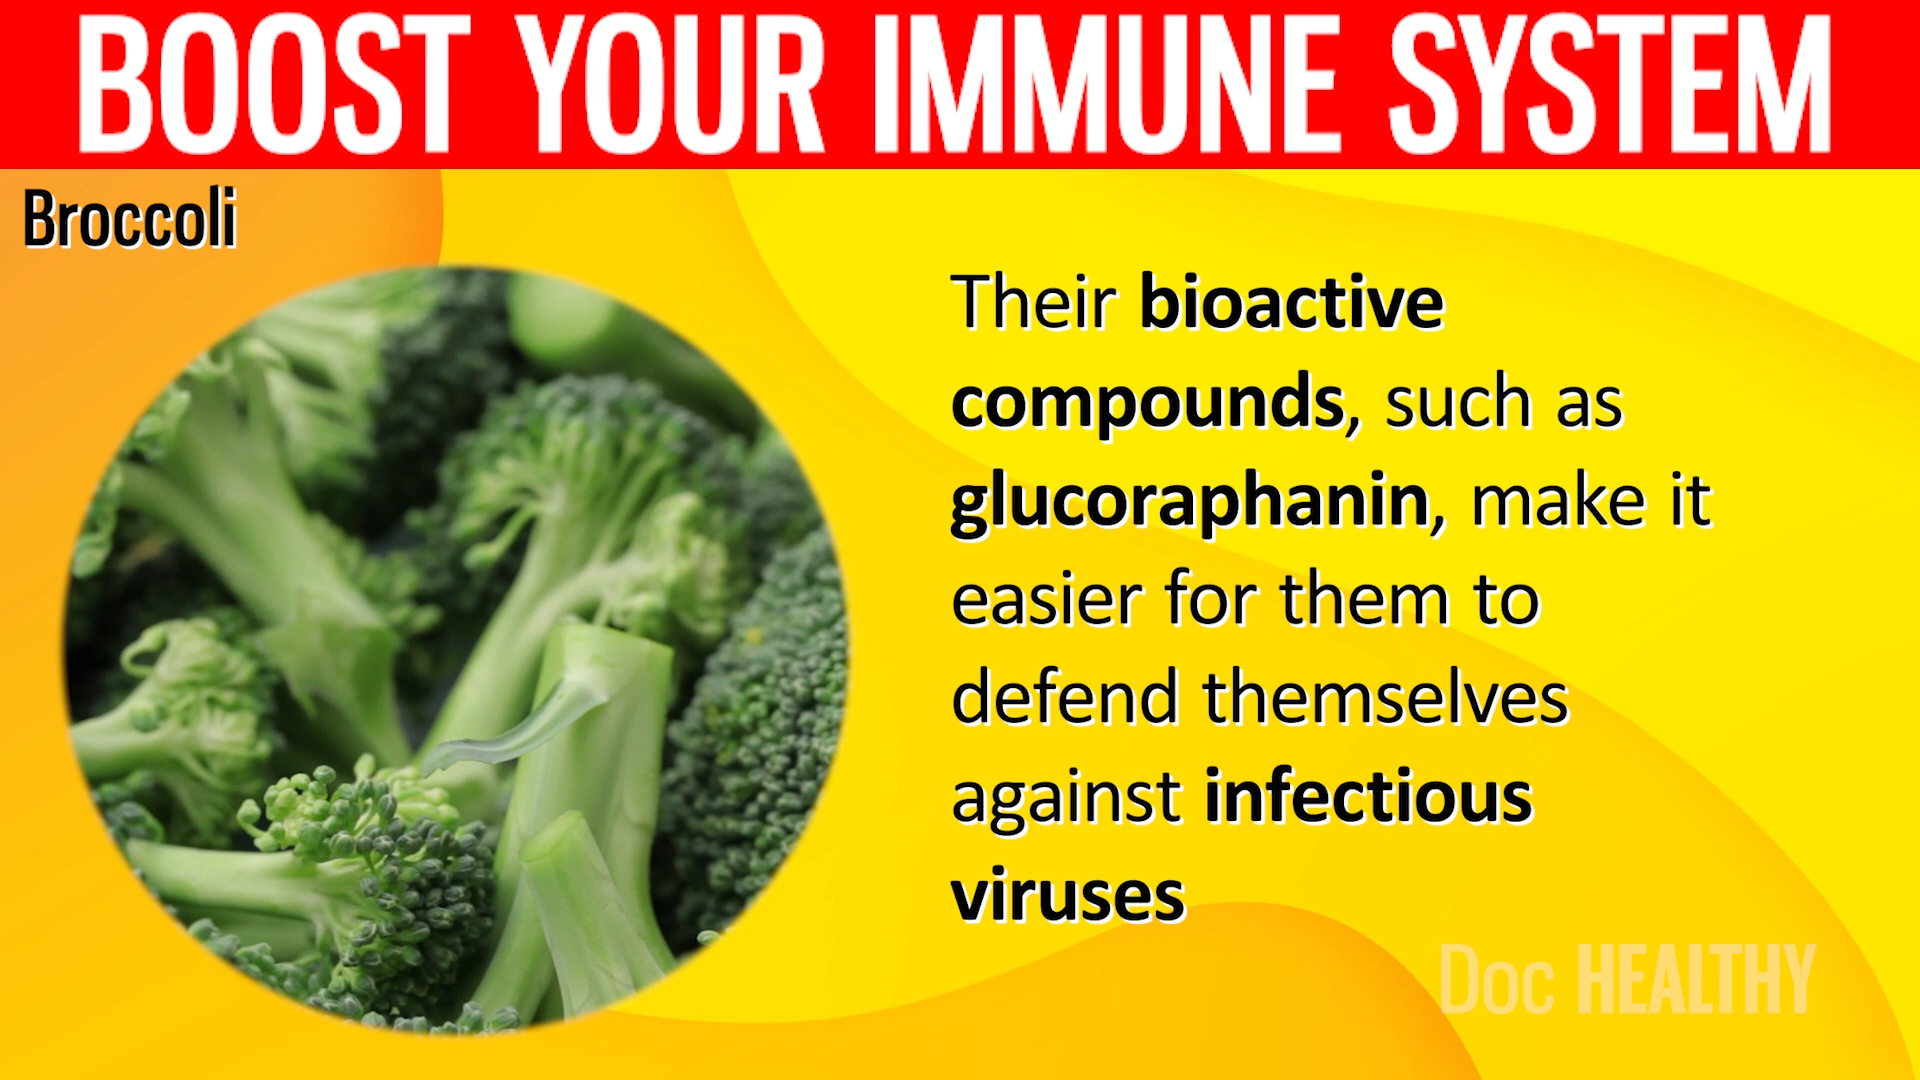 BOOST YOUR IMMUNE SYSTEM
Broccoli
Their bioactive
compounds, such as
glucoraphanin, make it
easier for them to
defend themselves
against infectious
viruses
Doc HEALTHY